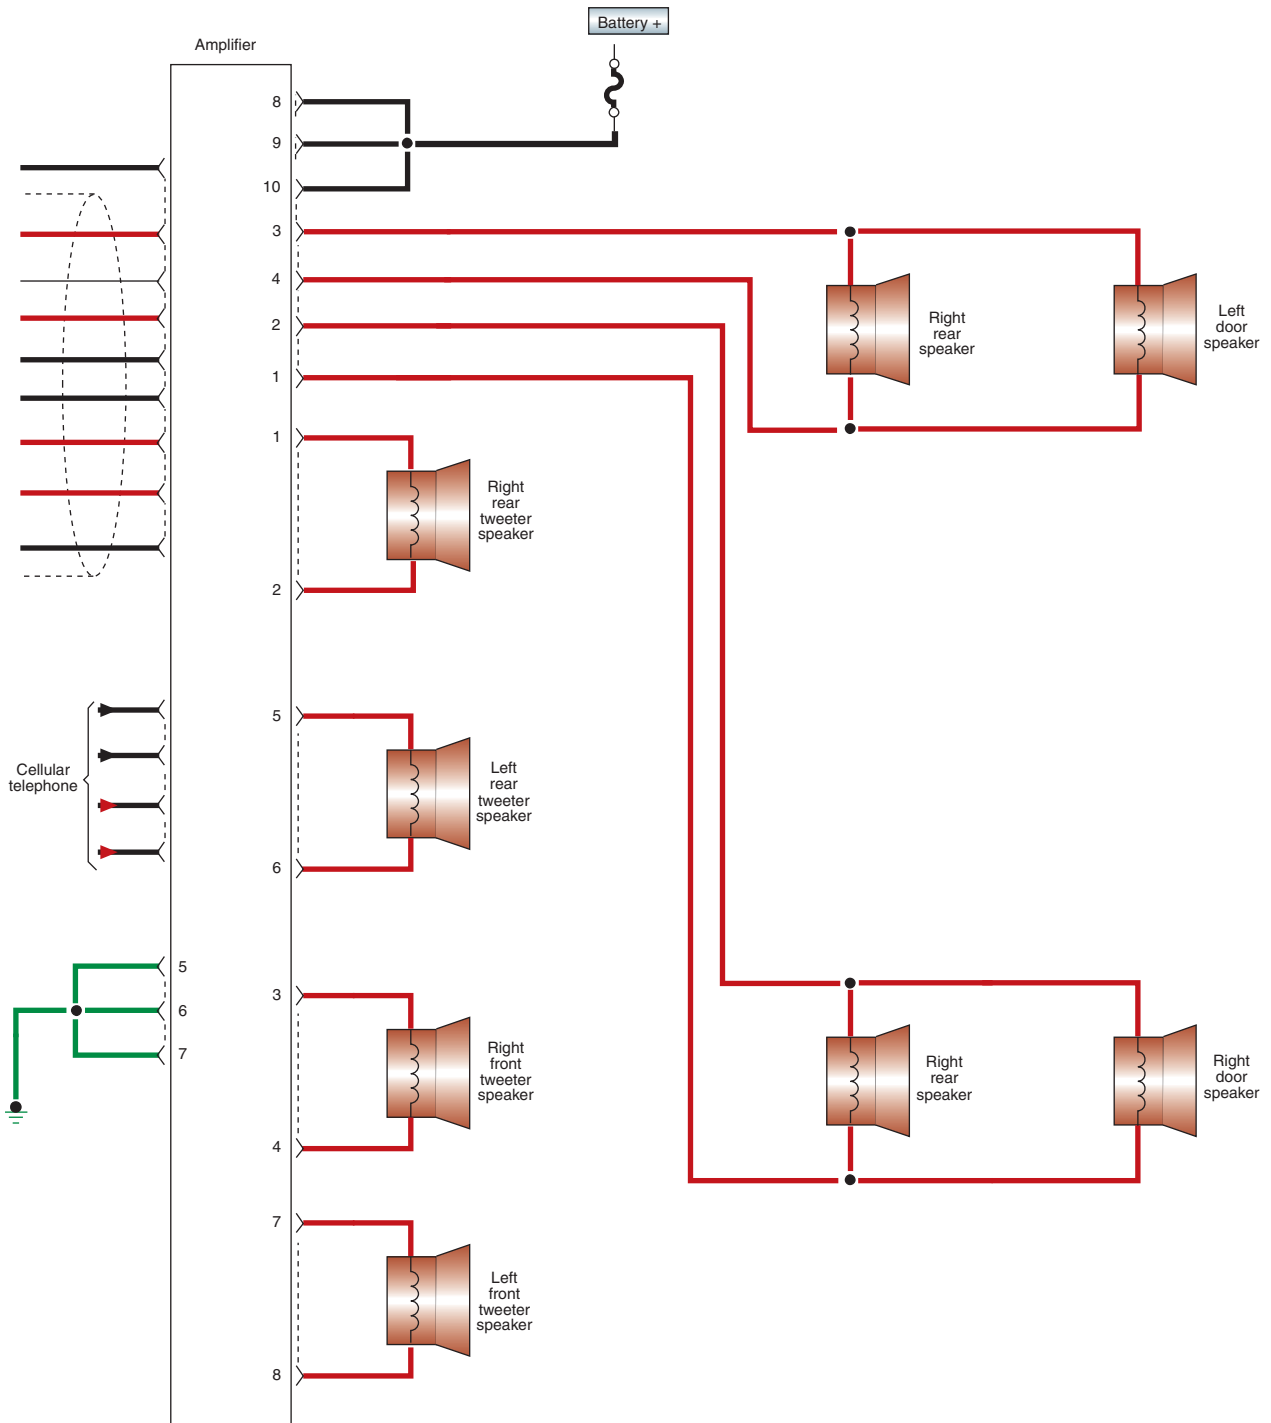 Battery +
Amplifier
8
9
10
3
4
2
1
Right
rear
speaker
Left
door
speaker
1
Right
rear
tweeter
speaker
2
5
Left
rear
tweeter
speaker
6
Cellular
telephone
5
6
7
3
Right
front
tweeter
speaker
4
Right
rear
speaker
Right
door
speaker
7
Left
front
tweeter
speaker
8